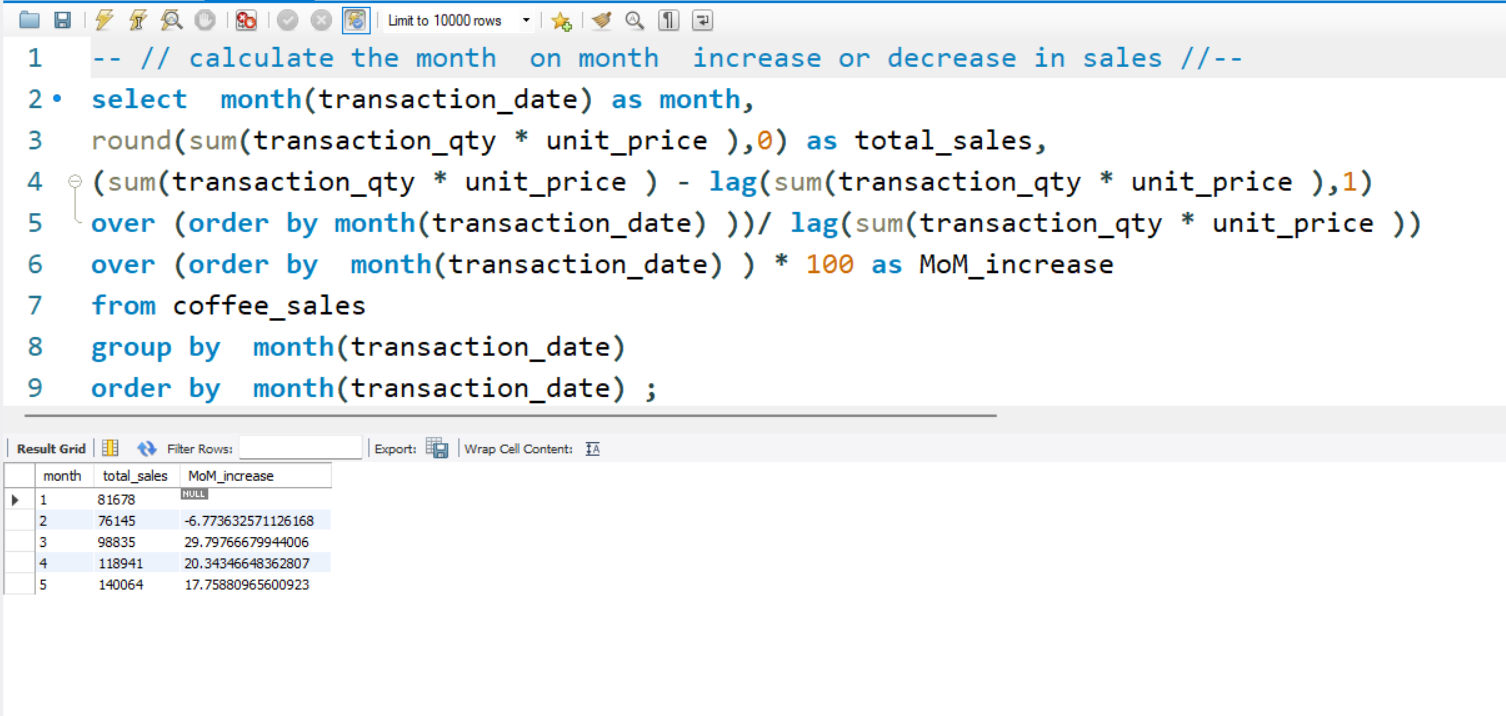 Limit to 10000 rows
1 -- // calculate the month  on month  increase or decrease in sales //--
2 select  month(transaction_date) as month,
3 round(sum(transaction_qty * unit_price ),0) as total_sales,
4 (sum(transaction_qty * unit_price ) - lag(sum(transaction_qty * unit_price ),1)
5 over (order by month(transaction_date) ))/ lag(sum(transaction_qty * unit_price ))
6 over (order by  month(transaction_date) ) * 100 as MoM_increase
7 from coffee_sales
8 group by  month(transaction_date)
9 order by  month(transaction_date) ;
Result Grid Filter Rows: Export: Wrap Cell Content: IA
month total_sales MoM_increase
1 81678 NULL
2 76145 -6.773632571126168
3 98835 29.79766679944006
4 118941 20.34346648362807
5 140064 17.75880965600923